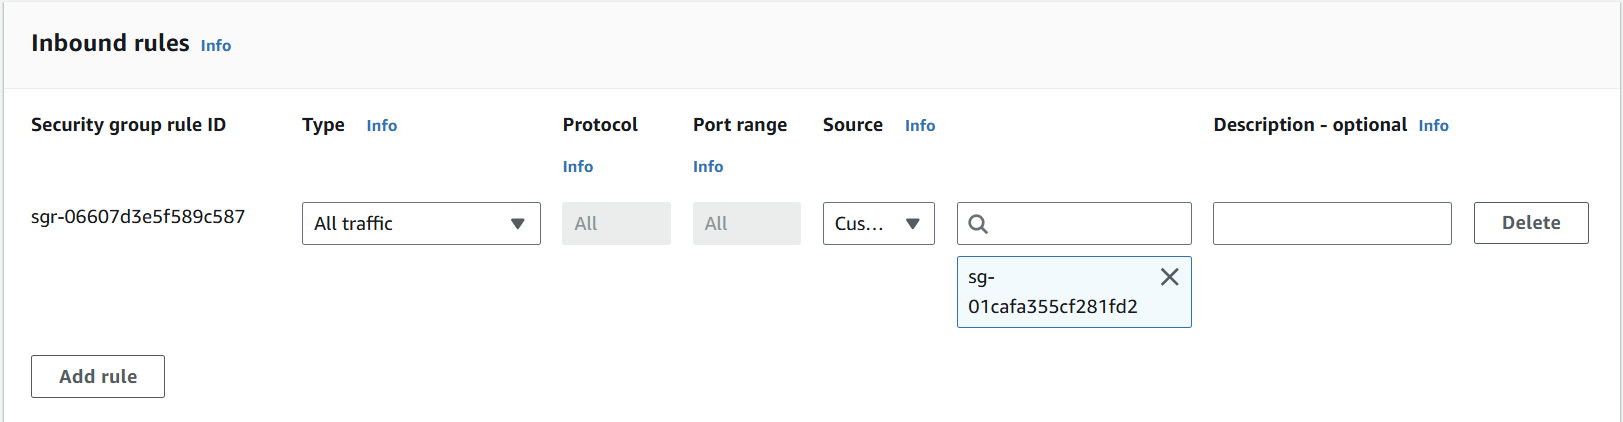 Inbound rules Info
Security group rule ID Type Info Protocol Port range Source Info Description - optional Info
Info Info
sgr-06607d3e5f589c587 All traffic All All Cus... Delete
sg-
01cafa355cf281fd2
Add rule